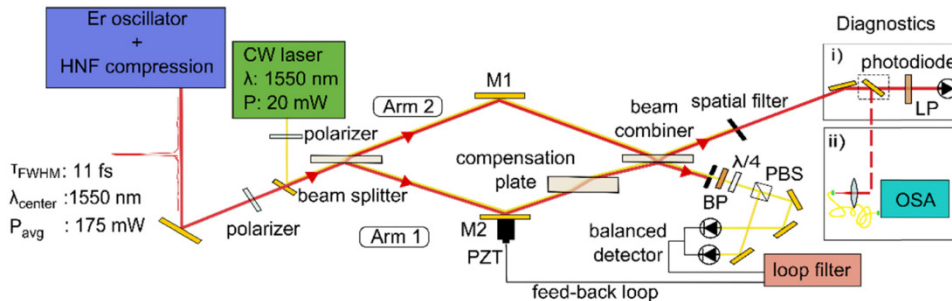 Er oscillator
+
HNF compression
CW laser
λ: 1550 nm
P: 20 mW
polarizer
τFWHM: 11 fs
λcenter:1550 nm
Pavg : 175 mW
polarizer
beam splitter
Arm 2
Arm 1
M1
M2
PZT
compensation
plate
beam
combiner
spatial filter
BP
λ/4
PBS
balanced
detector
feed-back loop
loop filter
Diagnostics
i)
photodiode
LP
ii)
OSA